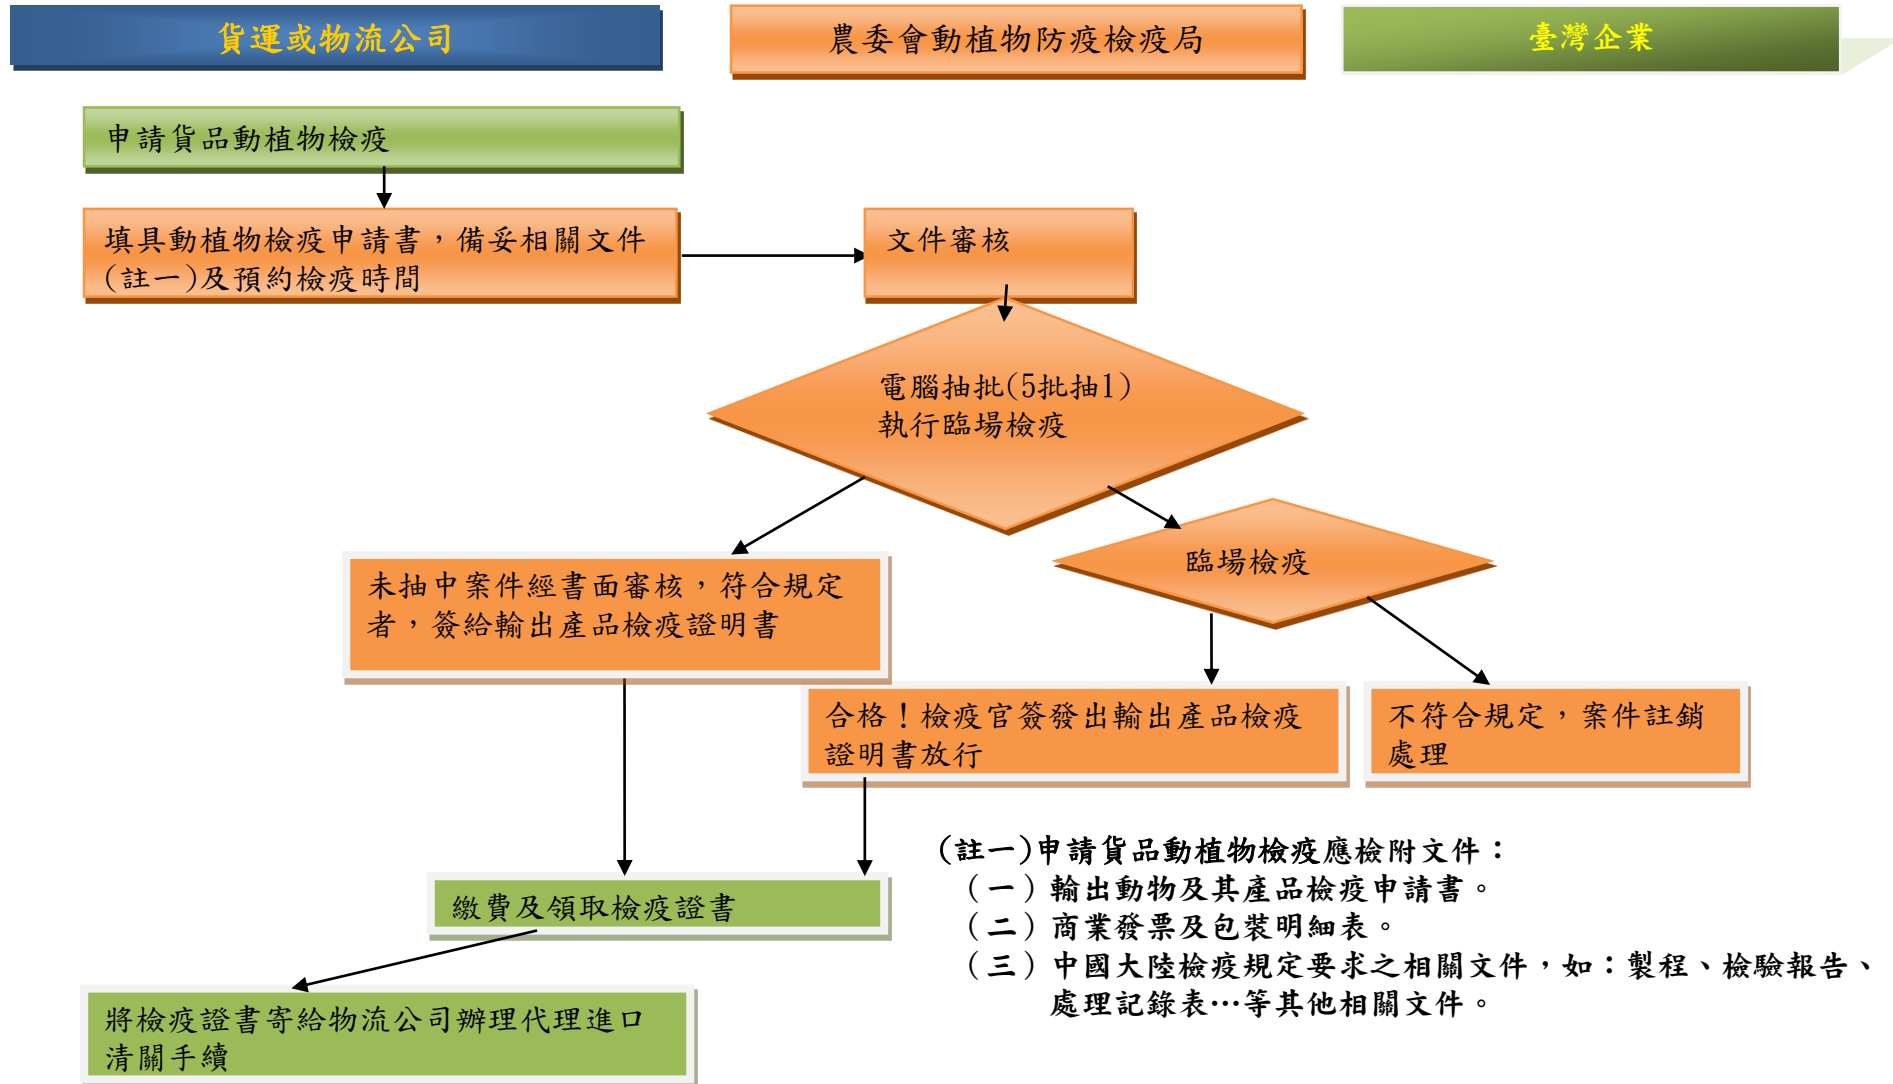 貨運或物流公司
農委會動植物防疫檢疫局
臺灣企業
申請貨品動植物檢疫
填具動植物檢疫申請書，備妥相關文件
(註一)及預約檢疫時間
文件審核
電腦抽批(5批抽1)
執行臨場檢疫
臨場檢疫
未抽中案件經書面審核，符合規定
者，簽給輸出產品檢疫證明書
合格！檢疫官簽發出輸出產品檢疫
證明書放行
不符合規定，案件註銷
處理
繳費及領取檢疫證書
將檢疫證書寄給物流公司辦理代理進口
清關手續
(註一)申請貨品動植物檢疫應檢附文件：
（一）輸出動物及其產品檢疫申請書。
（二）商業發票及包裝明細表。
（三）中國大陸檢疫規定要求之相關文件，如：製程、檢驗報告、
處理記錄表…等其他相關文件。